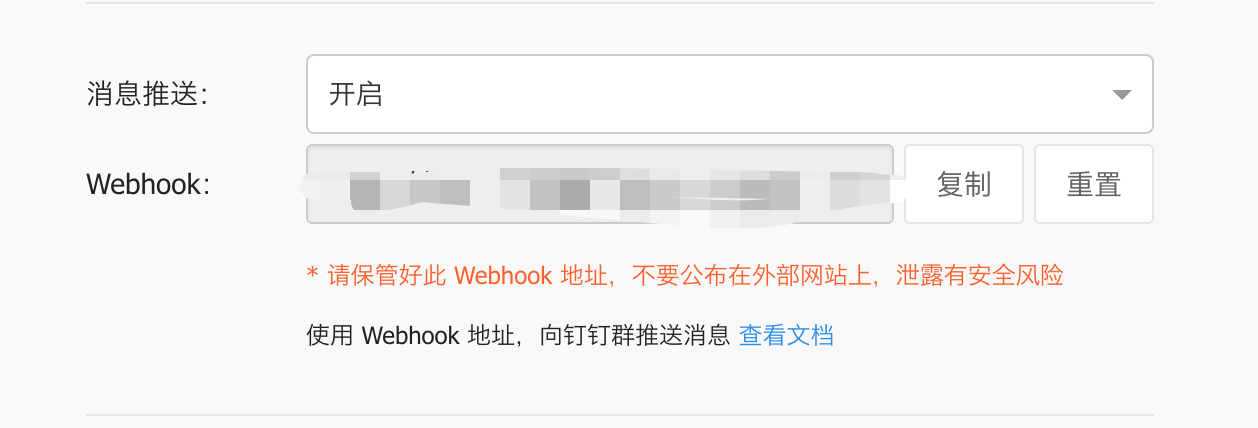 消息推送：
开启
Webhook：
复制
重置
* 请保管好此 Webhook 地址，不要公布在外部网站上，泄露有安全风险
使用 Webhook 地址，向钉钉群推送消息 查看文档